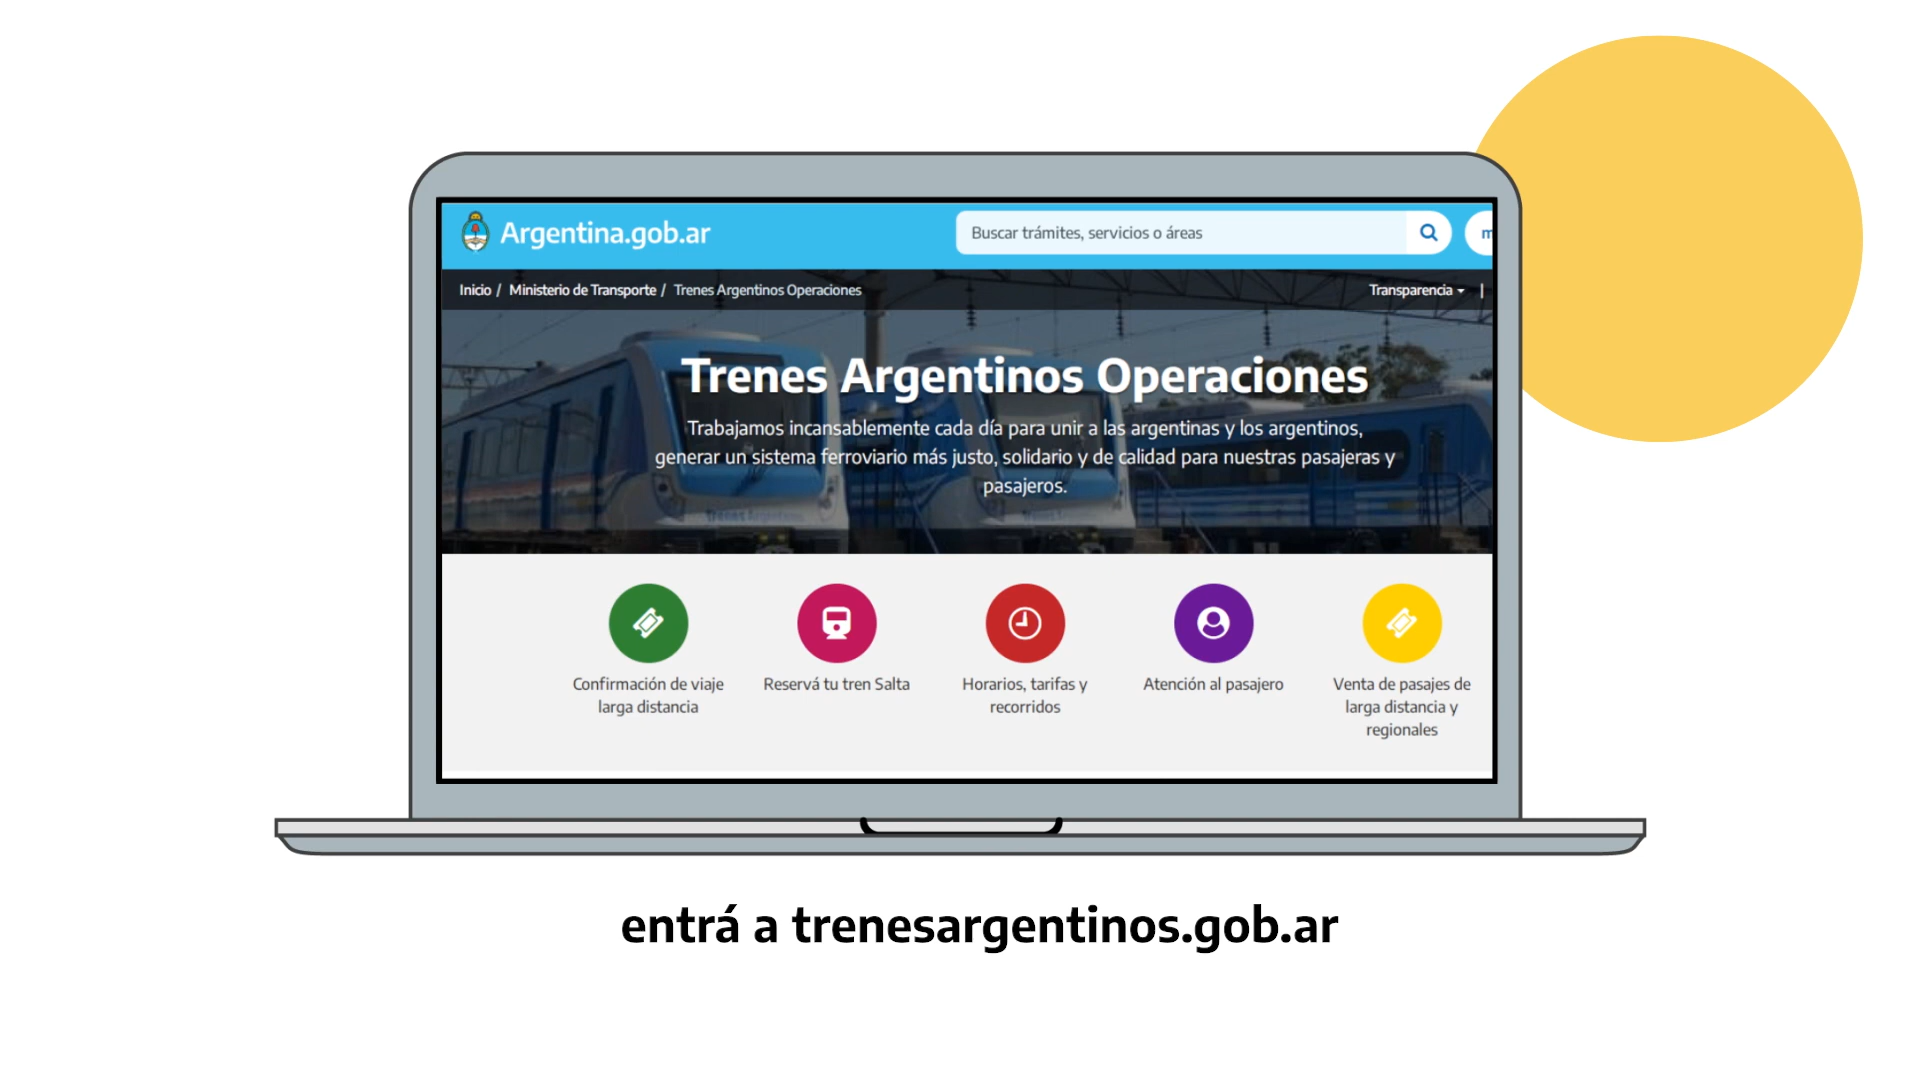 Argentina.gob.ar
Buscar trámites, servicios o áreas
m
Inicio / Ministerio de Transporte / Trenes Argentinos Operaciones
Transparencia |
Trenes Argentinos Operaciones
Trabajamos incansablemente cada día para unir a las argentinas y los argentinos,
generar un sistema ferroviario más justo, solidario y de calidad para nuestras pasajeras y
pasajeros.
Trenes Argentinos
Confirmación de viaje
larga distancia
Reservá tu tren Salta
Horarios, tarifas y
recorridos
Atención al pasajero
Venta de pasajes de
larga distancia y
regionales
entrá a trenesargentinos.gob.ar